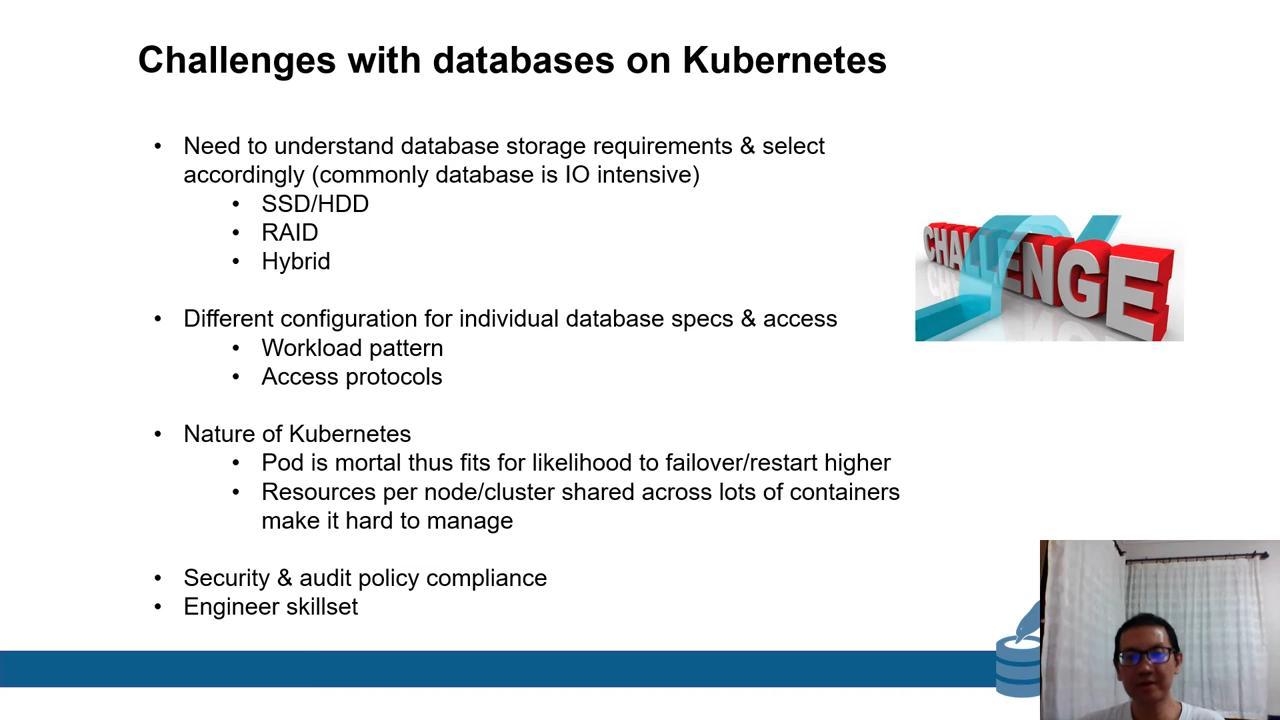 Challenges with databases on Kubernetes
• Need to understand database storage requirements & select
accordingly (commonly database is IO intensive)
• SSD/HDD
• RAID
• Hybrid
• Different configuration for individual database specs & access
• Workload pattern
• Access protocols
• Nature of Kubernetes
• Pod is mortal thus fits for likelihood to failover/restart higher
• Resources per node/cluster shared across lots of containers
make it hard to manage
• Security & audit policy compliance
• Engineer skillset
CHALLENGE